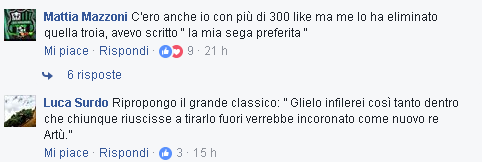 Mattia Mazzoni C'ero anche io con più di 300 like ma me lo ha eliminato
quella troia, avevo scritto " la mia sega preferita "
Mi piace · Rispondi · 9 · 21 h
6 risposte
Luca Surdo Ripropongo il grande classico: " Glielo infilerei così tanto dentro
che chiunque riuscisse a tirarlo fuori verrebbe incoronato come nuovo re
Artù."
Mi piace · Rispondi · 3 · 15 h